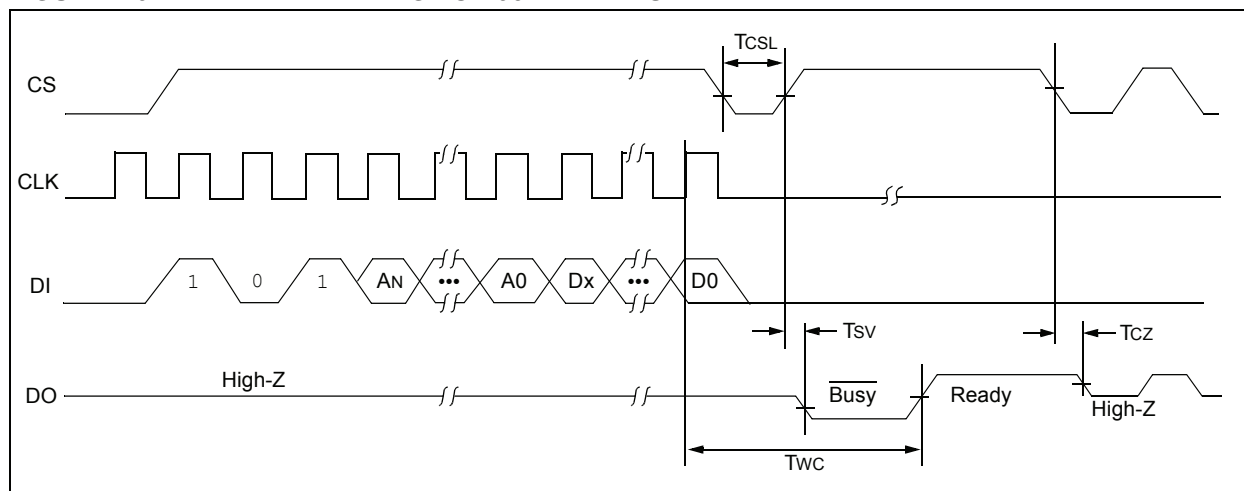 TCSL
CS
CLK
DI
1 0 1 AN ••• A0 Dx ••• D0
TSV
TCZ
DO
High-Z
Busy
Ready
High-Z
TWC